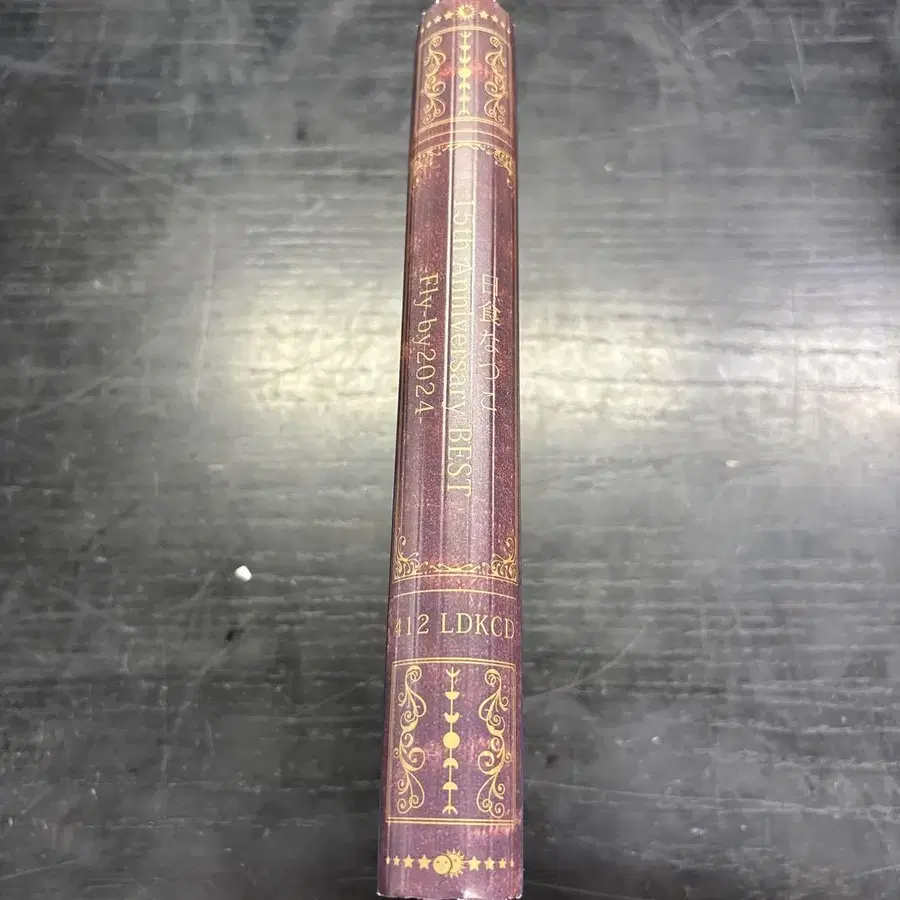 日食なつこ
15th Anniversary BEST
-Fly-by2024-
412 LDKCD